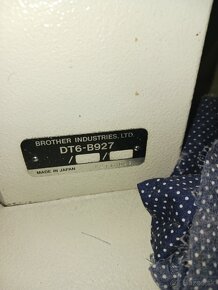 BROTHER INDUSTRIES, LTD.
DT6-B927
/ /
MADE IN JAPAN